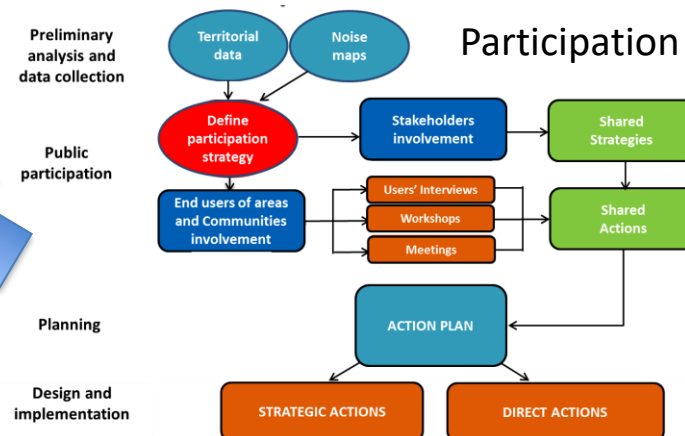 Participation
Preliminary
analysis and
data collection
Territorial
data
Noise
maps
Public
participation
Define
participation
strategy
Stakeholders
involvement
Shared
Strategies
End users of areas
and Communities
involvement
Users' Interviews
Workshops
Meetings
Shared
Actions
Planning
ACTION PLAN
Design and
implementation
STRATEGIC ACTIONS
DIRECT ACTIONS